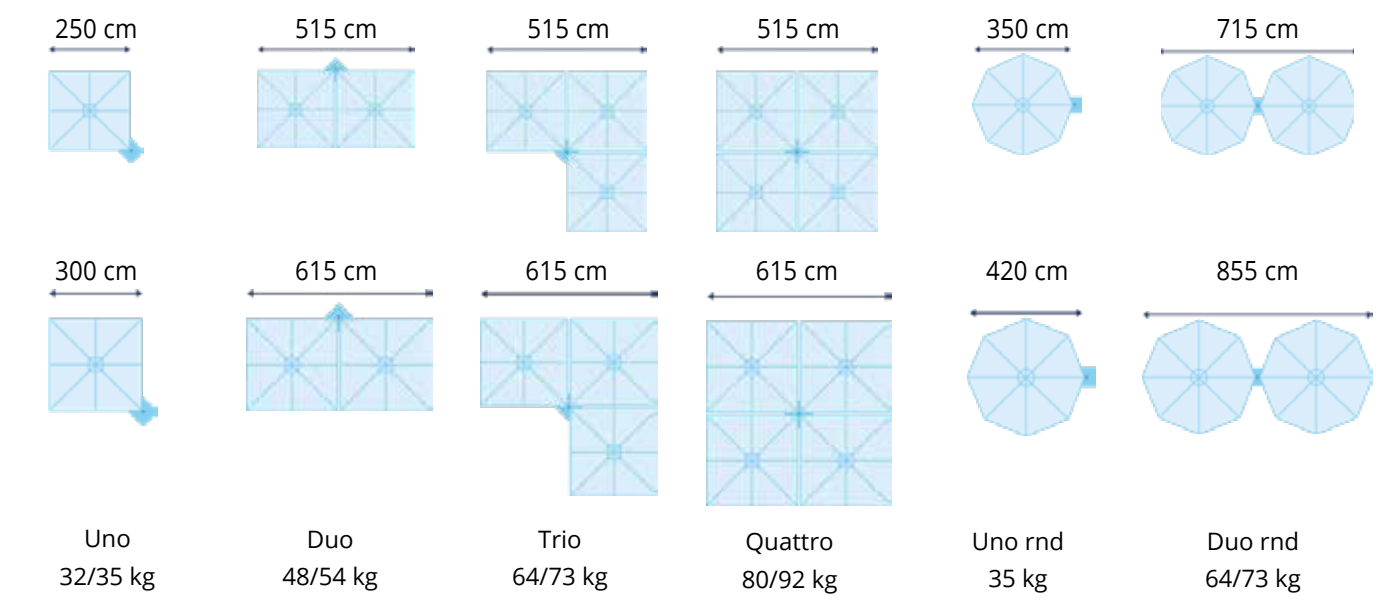 250 cm
515 cm
515 cm
515 cm
350 cm
715 cm
300 cm
615 cm
615 cm
615 cm
420 cm
855 cm
Uno
Duo
Trio
Quattro
Uno rnd
Duo rnd
32/35 kg
48/54 kg
64/73 kg
80/92 kg
35 kg
64/73 kg